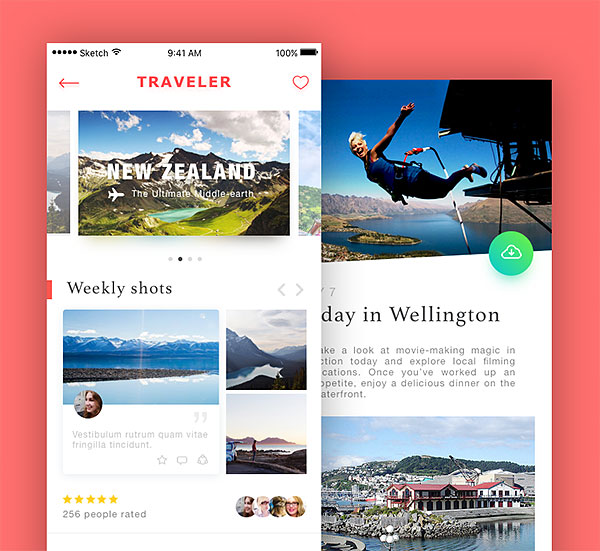 Sketch 9:41 AM 100%
TRAVELER
NEW ZEALAND
The Ultimate Middle-earth
Weekly shots
Vestibulum rutrum quam vitae
fringilla tincidunt.
256 people rated
7
day in Wellington
ake a look at movie-making magic in
ction today and explore local filming
cations. Once you've worked up an
ppetite, enjoy a delicious dinner on the
aterfront.